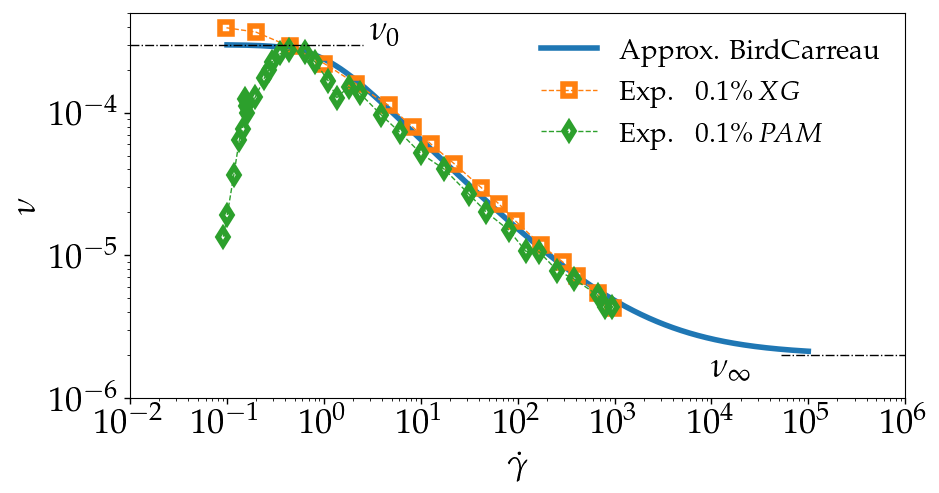 ν₀
Approx. BirdCarreau
Exp. 0.1% XG
Exp. 0.1% PAM
10⁻⁴
10⁻⁵
10⁻⁶
ν
ν∞
10⁻² 10⁻¹ 10⁰ 10¹ 10² 10³ 10⁴ 10⁵ 10⁶
γ̇